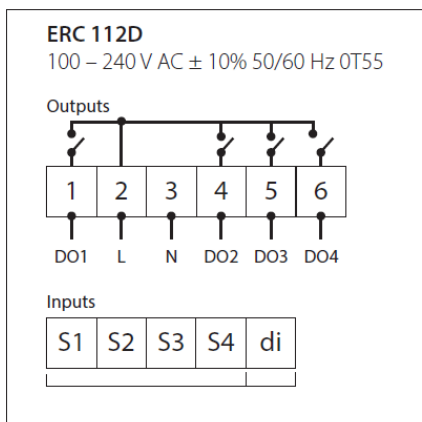 ERC 112D
100 – 240 V AC ± 10% 50/60 Hz 0T55
Outputs
1 2 3 4 5 6
DO1 L N DO2 DO3 DO4
Inputs
S1 S2 S3 S4 di